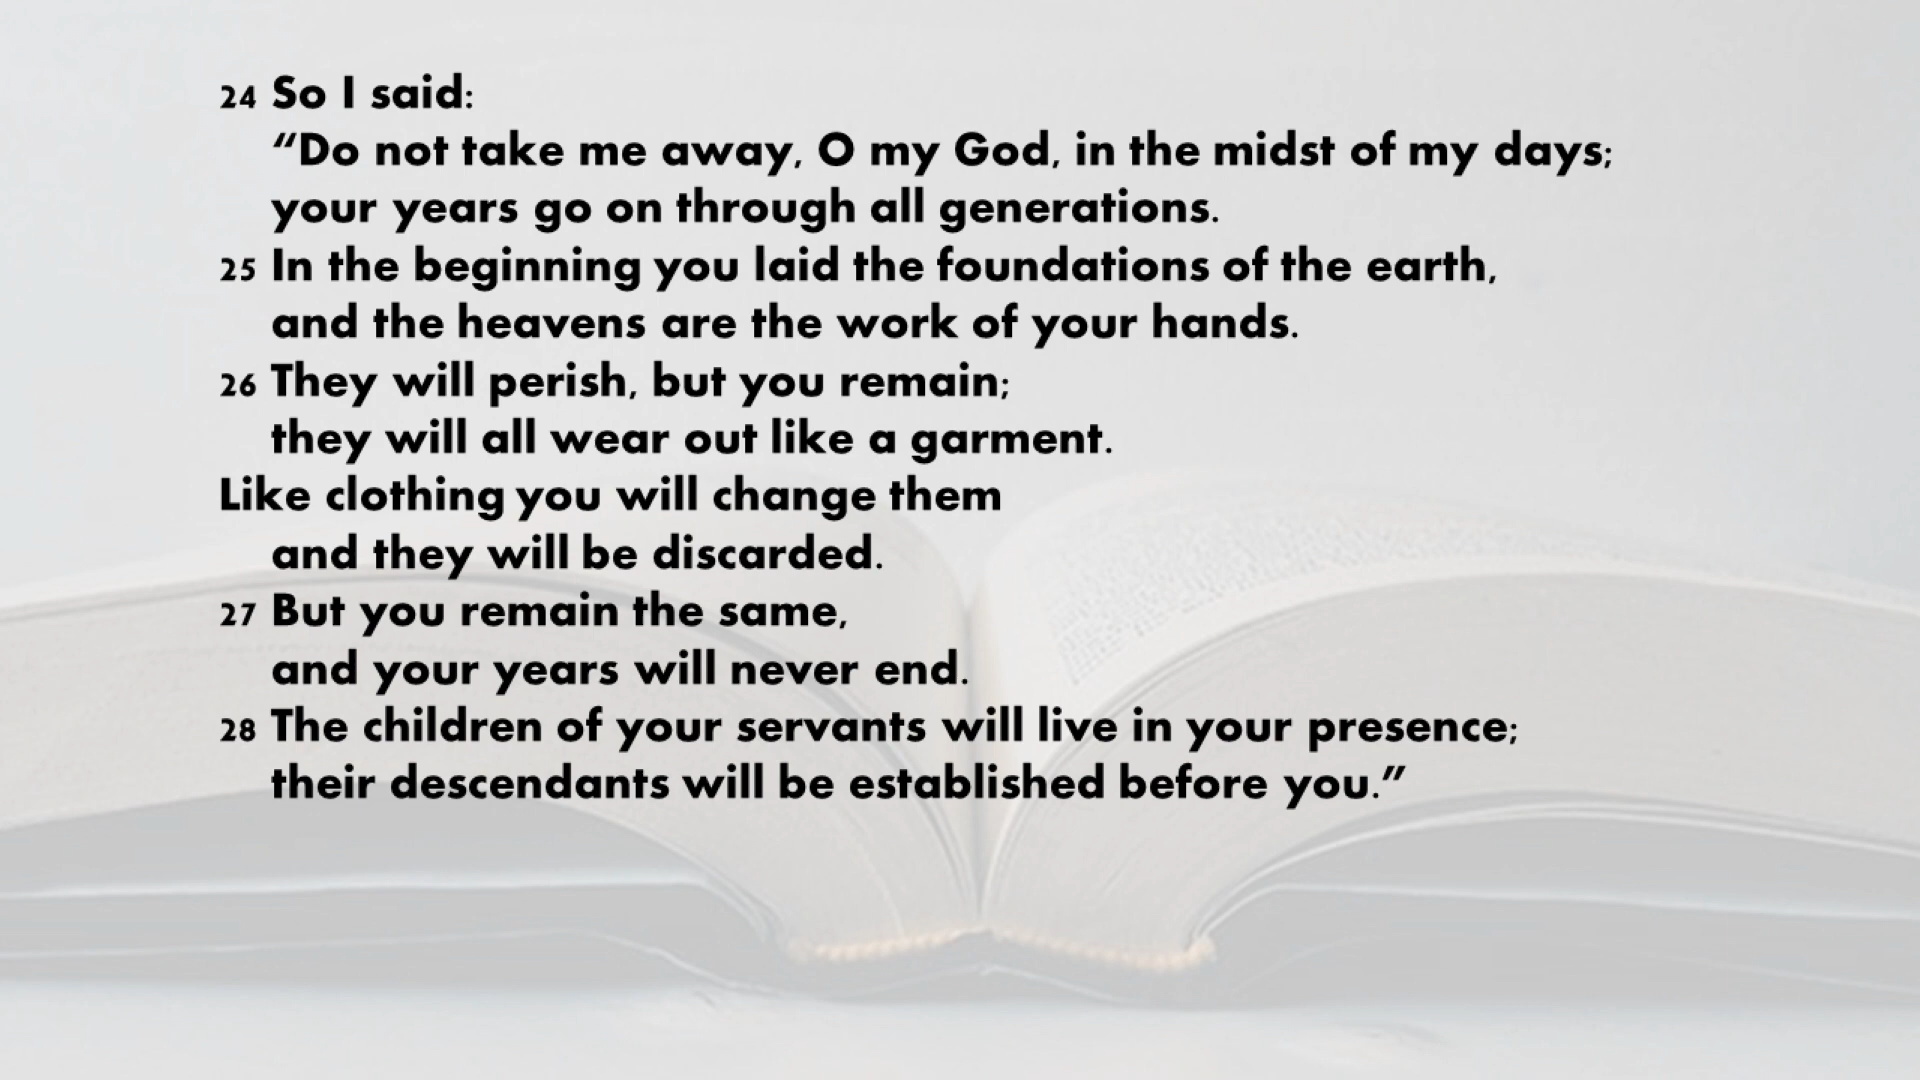 24 So I said:
“Do not take me away, O my God, in the midst of my days;
your years go on through all generations.
25 In the beginning you laid the foundations of the earth,
and the heavens are the work of your hands.
26 They will perish, but you remain;
they will all wear out like a garment.
Like clothing you will change them
and they will be discarded.
27 But you remain the same,
and your years will never end.
28 The children of your servants will live in your presence;
their descendants will be established before you.”